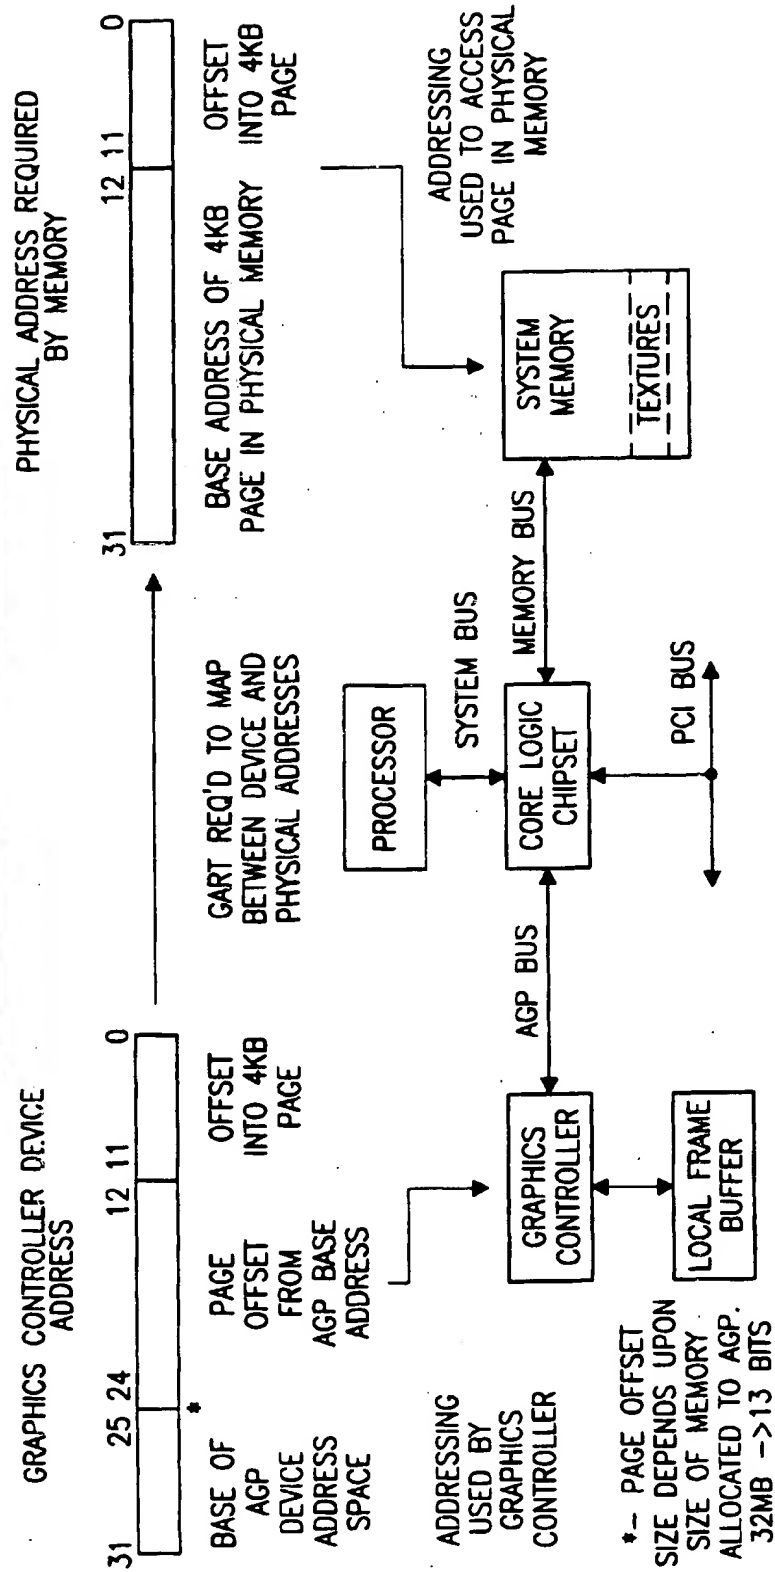 GRAPHICS CONTROLLER DEVICE
ADDRESS
31
25
24
12
11
0
*
BASE OF
AGP
DEVICE
ADDRESS
SPACE
PAGE
OFFSET
FROM
AGP BASE
ADDRESS
OFFSET
INTO 4KB
PAGE
GART REQ'D TO MAP
BETWEEN DEVICE AND
PHYSICAL ADDRESSES
PHYSICAL ADDRESS REQUIRED
BY MEMORY
31
12
11
0
BASE ADDRESS OF 4KB
PAGE IN PHYSICAL MEMORY
OFFSET
INTO 4KB
PAGE
ADDRESSING
USED BY
GRAPHICS
CONTROLLER
ADDRESSING
USED TO ACCESS
PAGE IN PHYSICAL
MEMORY
PROCESSOR
SYSTEM BUS
GRAPHICS
CONTROLLER
AGP BUS
CORE LOGIC
CHIPSET
MEMORY BUS
SYSTEM
MEMORY
TEXTURES
LOCAL FRAME
BUFFER
PCI BUS
*– PAGE OFFSET
SIZE DEPENDS UPON
SIZE OF MEMORY
ALLOCATED TO AGP.
32MB –>13 BITS